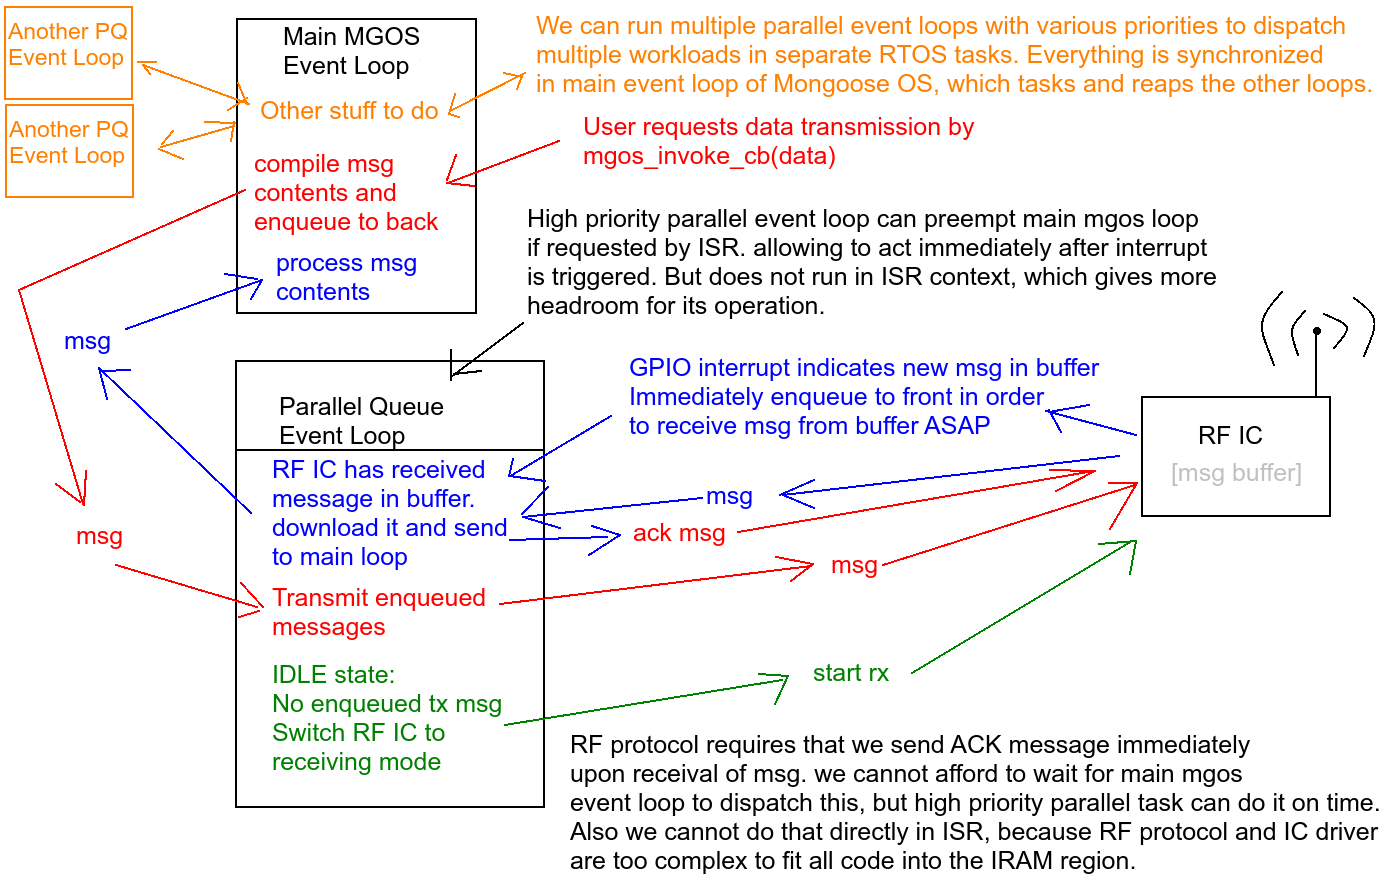 Another PQ
Event Loop
Another PQ
Event Loop
Main MGOS
Event Loop
Other stuff to do
compile msg
contents and
enqueue to back
process msg
contents
We can run multiple parallel event loops with various priorities to dispatch
multiple workloads in separate RTOS tasks. Everything is synchronized
in main event loop of Mongoose OS, which tasks and reaps the other loops.
User requests data transmission by
mgos_invoke_cb(data)
High priority parallel event loop can preempt main mgos loop
if requested by ISR. allowing to act immediately after interrupt
is triggered. But does not run in ISR context, which gives more
headroom for its operation.
msg
msg
Parallel Queue
Event Loop
RF IC has received
message in buffer.
download it and send
to main loop
Transmit enqueued
messages
IDLE state:
No enqueued tx msg
Switch RF IC to
receiving mode
GPIO interrupt indicates new msg in buffer
Immediately enqueue to front in order
to receive msg from buffer ASAP
msg
ack msg
msg
start rx
RF IC
[msg buffer]
RF protocol requires that we send ACK message immediately
upon receival of msg. we cannot afford to wait for main mgos
event loop to dispatch this, but high priority parallel task can do it on time.
Also we cannot do that directly in ISR, because RF protocol and IC driver
are too complex to fit all code into the IRAM region.